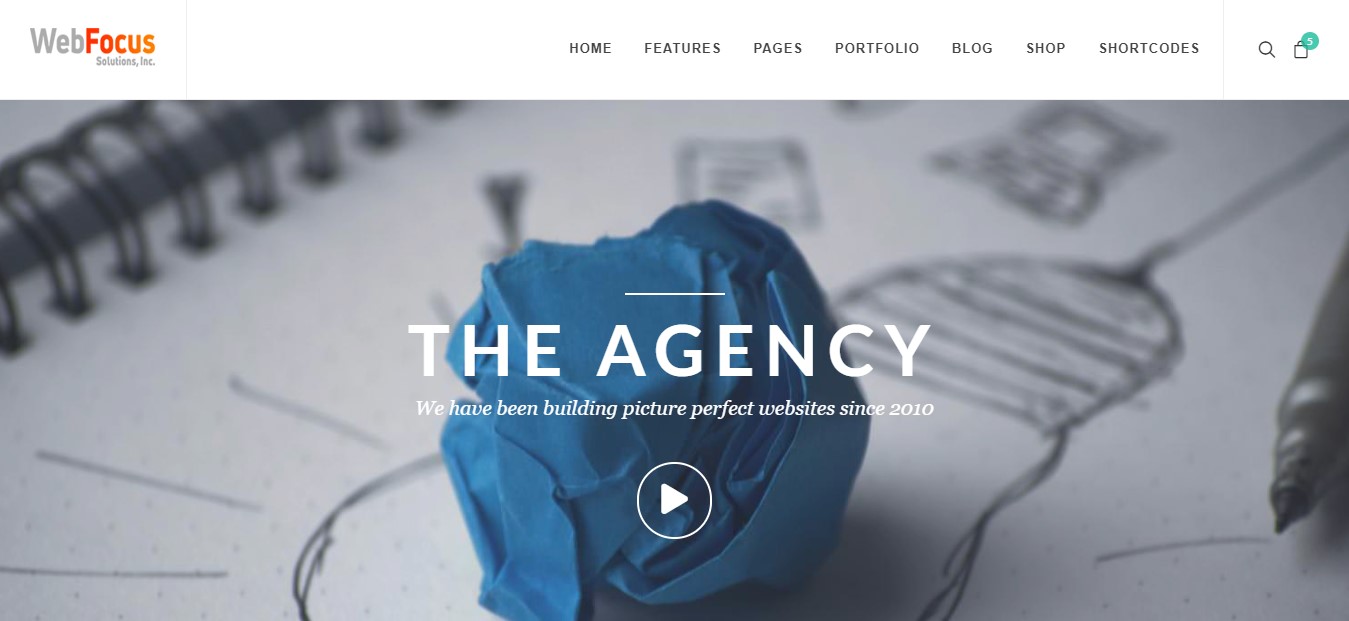 WebFocus
Solutions, Inc.
HOME FEATURES PAGES PORTFOLIO BLOG SHOP SHORTCODES
5
THE AGENCY
We have been building picture perfect websites since 2010